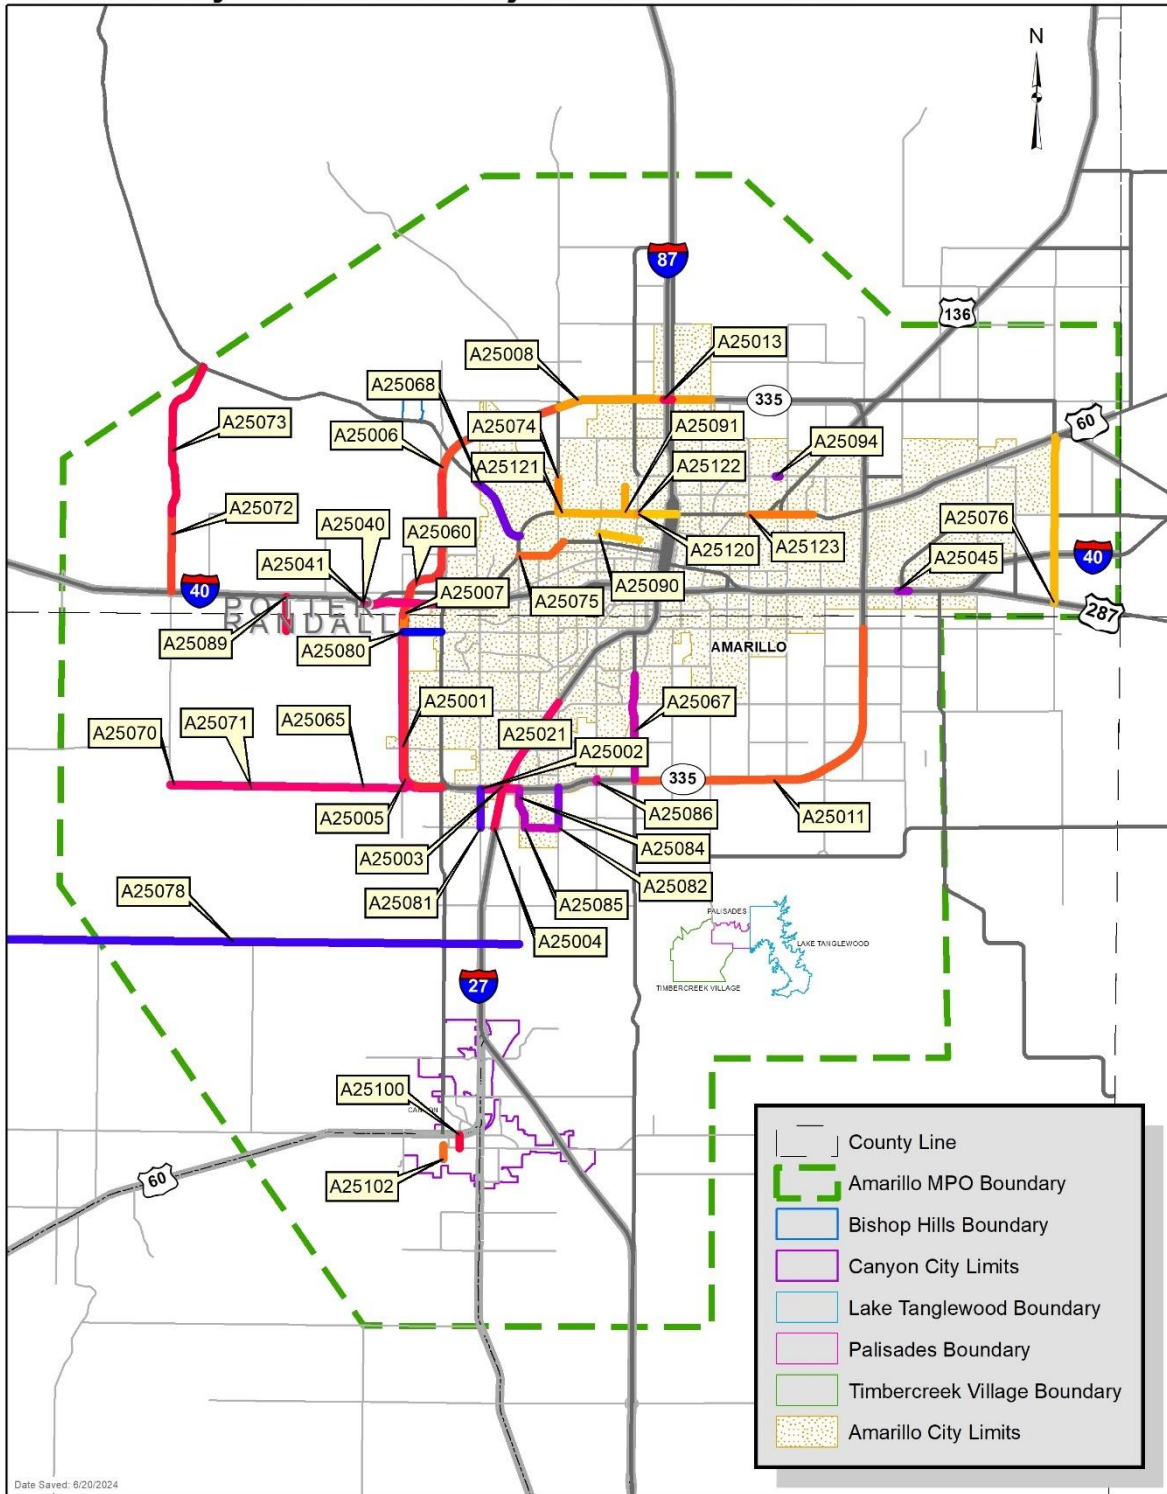 N
87
136
A25008
A25013
A25068
335
A25073
A25006
A25074
A25091
A25094
60
A25121
A25122
A25072
A25040
A25060
A25076
A25041
A25120
A25123
A25045
40
40
A25007
A25075
A25090
POTTER
RANDALL
287
A25089
A25080
AMARILLO
A25001
A25067
A25070
A25071
A25065
A25021
A25002
335
A25005
A25086
A25011
A25003
A25084
A25082
A25078
A25081
A25085
A25004
PALISADES
LAKE TANGLEWOOD
TIMBERCREEK VILLAGE
27
A25100
CANYON
60
A25102
County Line
Amarillo MPO Boundary
Bishop Hills Boundary
Canyon City Limits
Lake Tanglewood Boundary
Palisades Boundary
Timbercreek Village Boundary
Amarillo City Limits
Date Saved: 6/20/2024